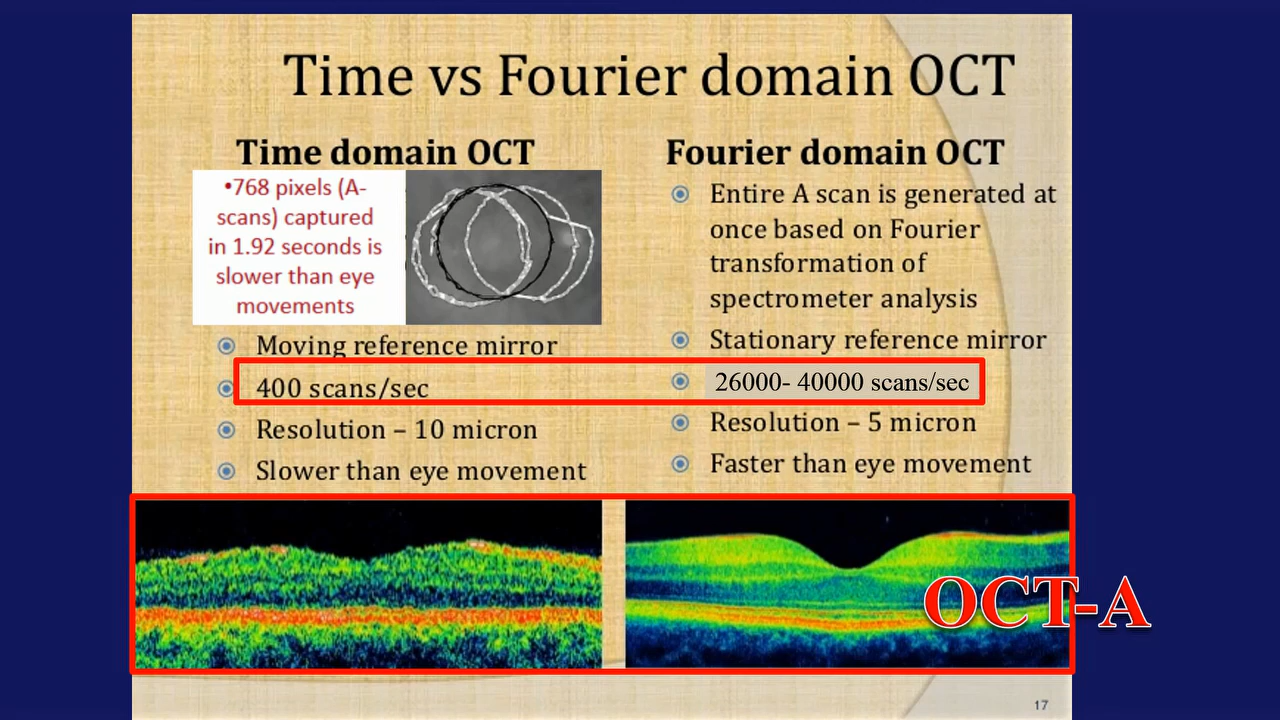 Time vs Fourier domain OCT
Time domain OCT
•768 pixels (A-
scans) captured
in 1.92 seconds is
slower than eye
movements
Moving reference mirror
400 scans/sec
Resolution – 10 micron
Slower than eye movement
Fourier domain OCT
Entire A scan is generated at
once based on Fourier
transformation of
spectrometer analysis
Stationary reference mirror
26000- 40000 scans/sec
Resolution – 5 micron
Faster than eye movement
OCT-A
17